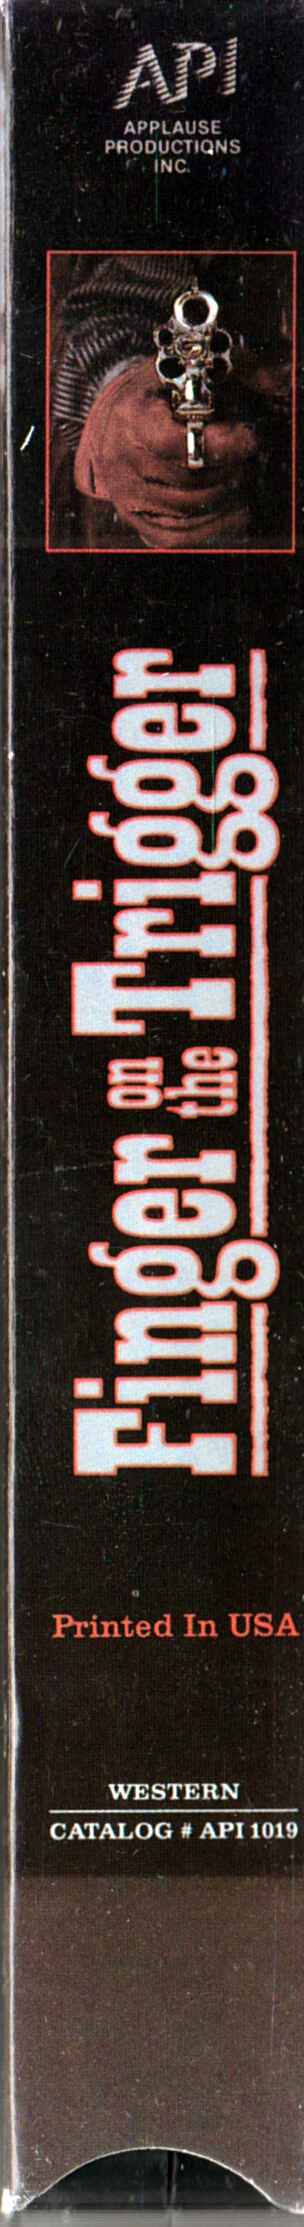 API
APPLAUSE
PRODUCTIONS
INC.
Finger on the Trigger
Printed In USA
WESTERN
CATALOG # API 1019